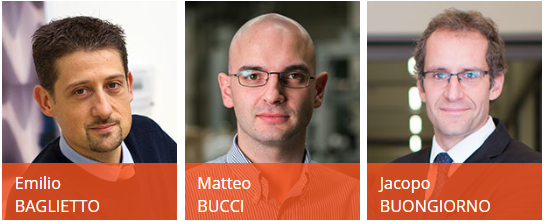 Emilio
BAGLIETTO
Matteo
BUCCI
Jacopo
BUONGIORNO